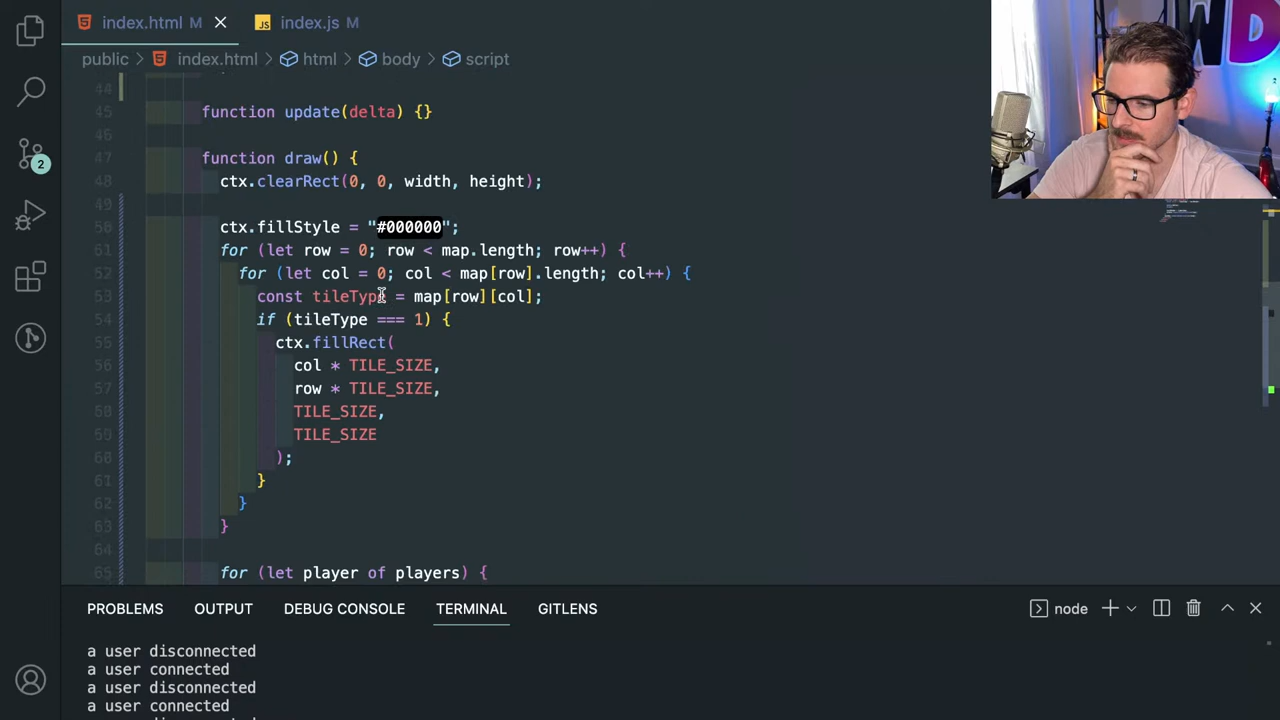 index.html M
JS index.js M
public > index.html > html > body > script
44
45 function update(delta) {}
46
47 function draw() {
48 ctx.clearRect(0, 0, width, height);
49
50 ctx.fillStyle = "#000000";
51 for (let row = 0; row < map.length; row++) {
52 for (let col = 0; col < map[row].length; col++) {
53 const tileType = map[row][col];
54 if (tileType === 1) {
55 ctx.fillRect(
56 col * TILE_SIZE,
57 row * TILE_SIZE,
58 TILE_SIZE,
59 TILE_SIZE
60 );
61 }
62 }
63 }
64
65 for (let player of players) {
2
PROBLEMS OUTPUT DEBUG CONSOLE TERMINAL GITLENS node
a user disconnected
a user connected
a user disconnected
a user connected
WD